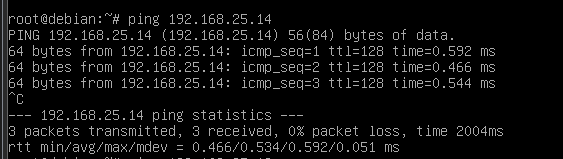 root@debian:~# ping 192.168.25.14
PING 192.168.25.14 (192.168.25.14) 56(84) bytes of data.
64 bytes from 192.168.25.14: icmp_seq=1 ttl=128 time=0.592 ms
64 bytes from 192.168.25.14: icmp_seq=2 ttl=128 time=0.466 ms
64 bytes from 192.168.25.14: icmp_seq=3 ttl=128 time=0.544 ms
^C
--- 192.168.25.14 ping statistics ---
3 packets transmitted, 3 received, 0% packet loss, time 2004ms
rtt min/avg/max/mdev = 0.466/0.534/0.592/0.051 ms